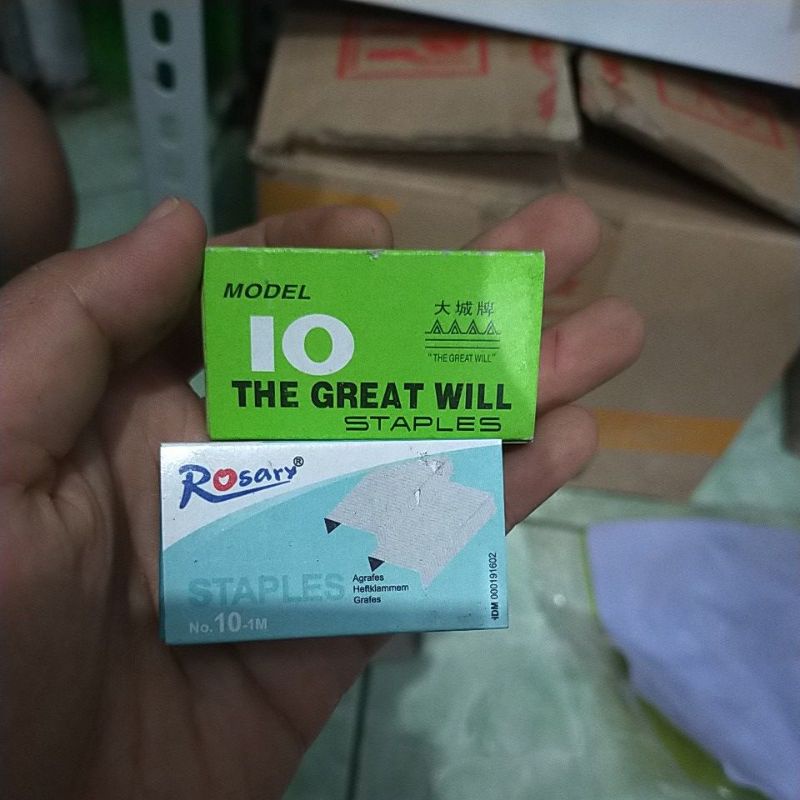 MODEL
10
THE GREAT WILL
STAPLES
大城牌
"THE GREAT WILL"
Rosary®
STAPLES
No.10-1M
Agrafes
Heftklammern
Grafes
IDM 000191602